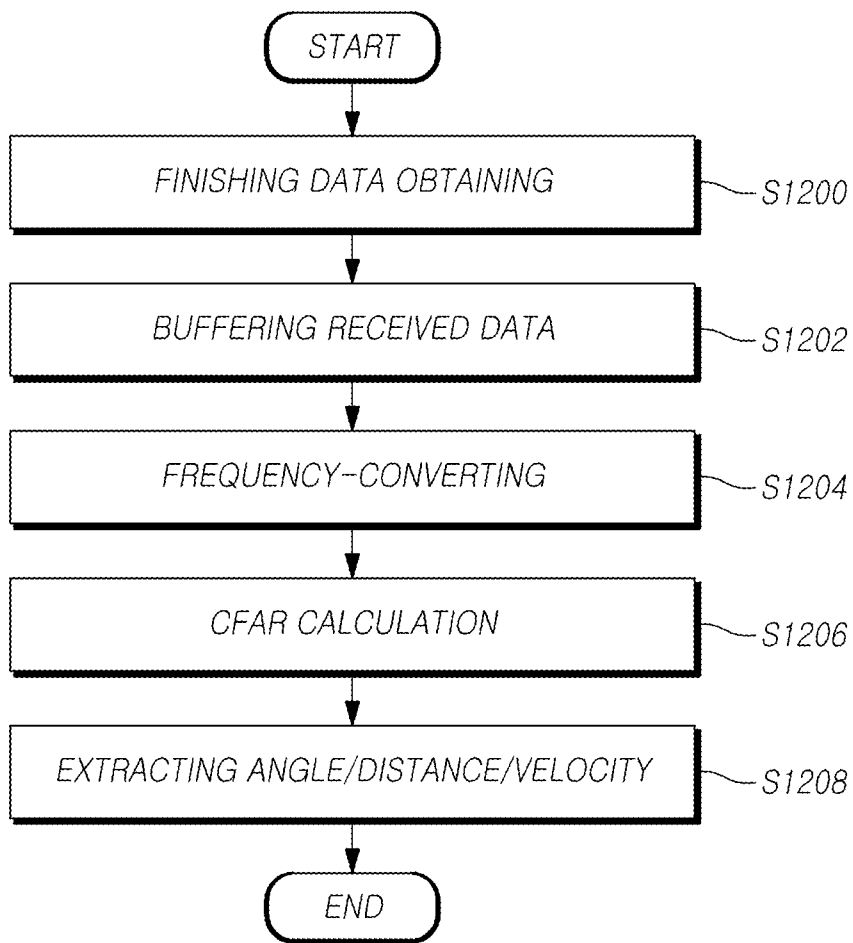 START
FINISHING DATA OBTAINING
S1200
BUFFERING RECEIVED DATA
S1202
FREQUENCY-CONVERTING
S1204
CFAR CALCULATION
S1206
EXTRACTING ANGLE/DISTANCE/VELOCITY
S1208
END